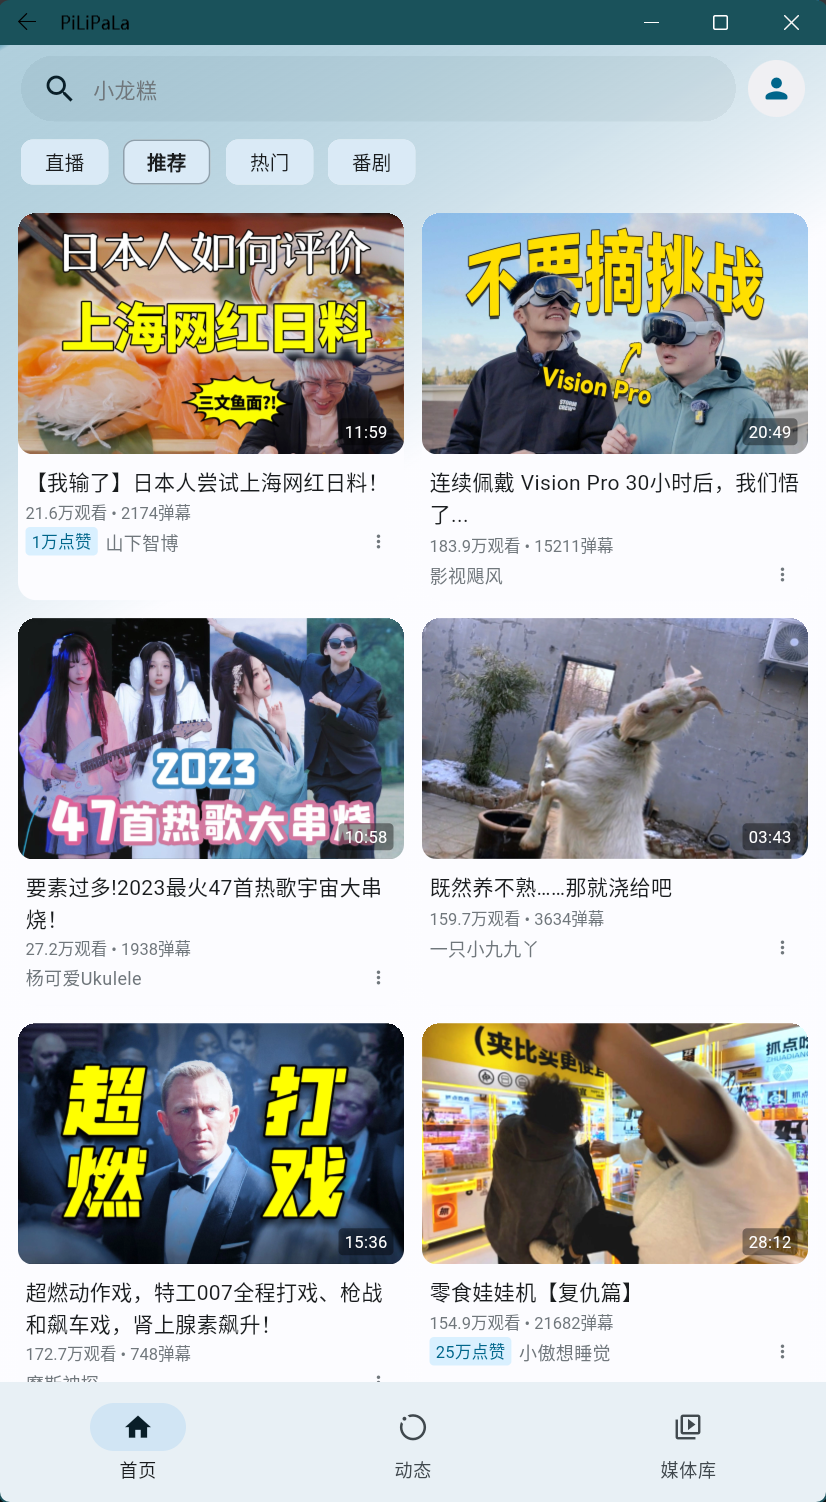 PiLiPaLa
小龙糕
直播
推荐
热门
番剧
日本人如何评价
上海网红日料
三文鱼面?!
11:59
不要摘挑战
Vision Pro
STORM
CREW
20:49
【我输了】日本人尝试上海网红日料!
21.6万观看 • 2174弹幕
1万点赞 山下智博
连续佩戴 Vision Pro 30小时后，我们悟
了...
183.9万观看 • 15211弹幕
影视飓风
2023
47首热歌大串烧
10:58
03:43
要素过多!2023最火47首热歌宇宙大串
烧!
27.2万观看 • 1938弹幕
杨可爱Ukulele
既然养不熟……那就浇给吧
159.7万观看 • 3634弹幕
一只小九九丫
超燃
打戏
15:36
(夹比买更便宜
抓点吃
28:12
超燃动作戏，特工007全程打戏、枪战
和飙车戏，肾上腺素飙升!
172.7万观看 • 748弹幕
零食娃娃机【复仇篇】
154.9万观看 • 21682弹幕
25万点赞 小傲想睡觉
首页
动态
媒体库